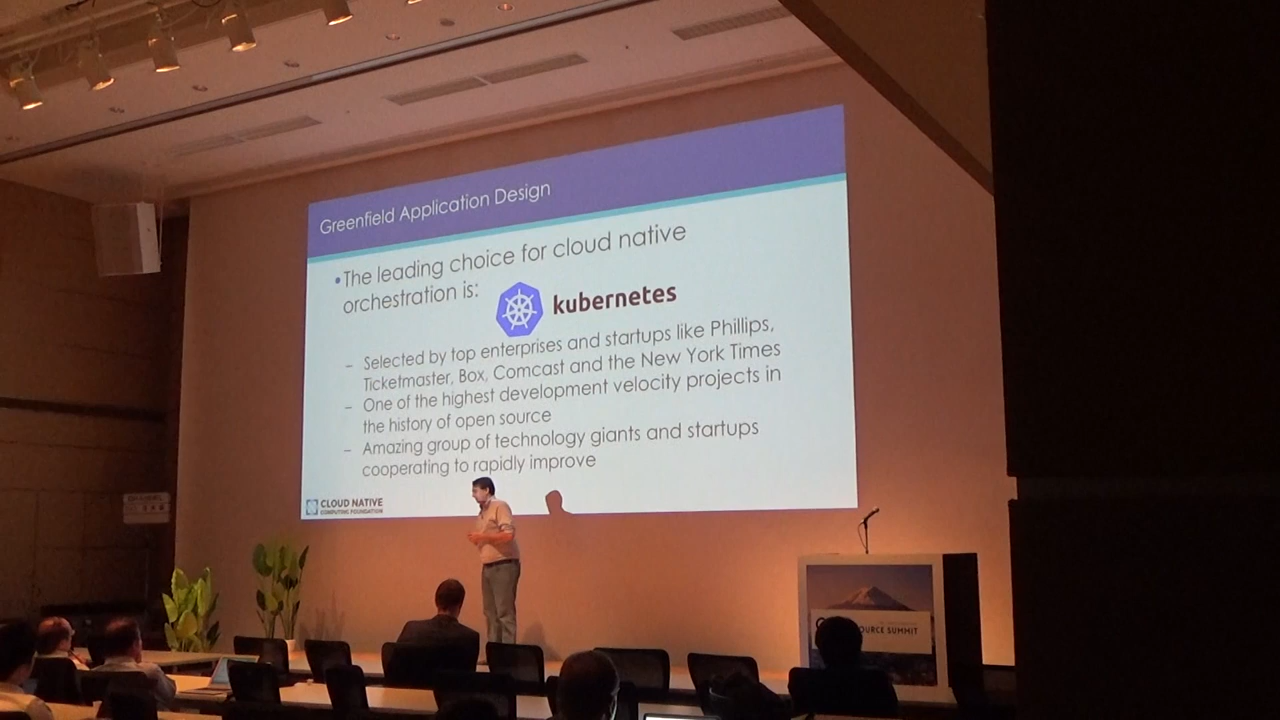 Greenfield Application Design
•The leading choice for cloud native
orchestration is:
kubernetes
– Selected by top enterprises and startups like Phillips,
Ticketmaster, Box, Comcast and the New York Times
– One of the highest development velocity projects in
the history of open source
– Amazing group of technology giants and startups
cooperating to rapidly improve
CLOUD NATIVE
COMPUTING FOUNDATION
SUMMIT